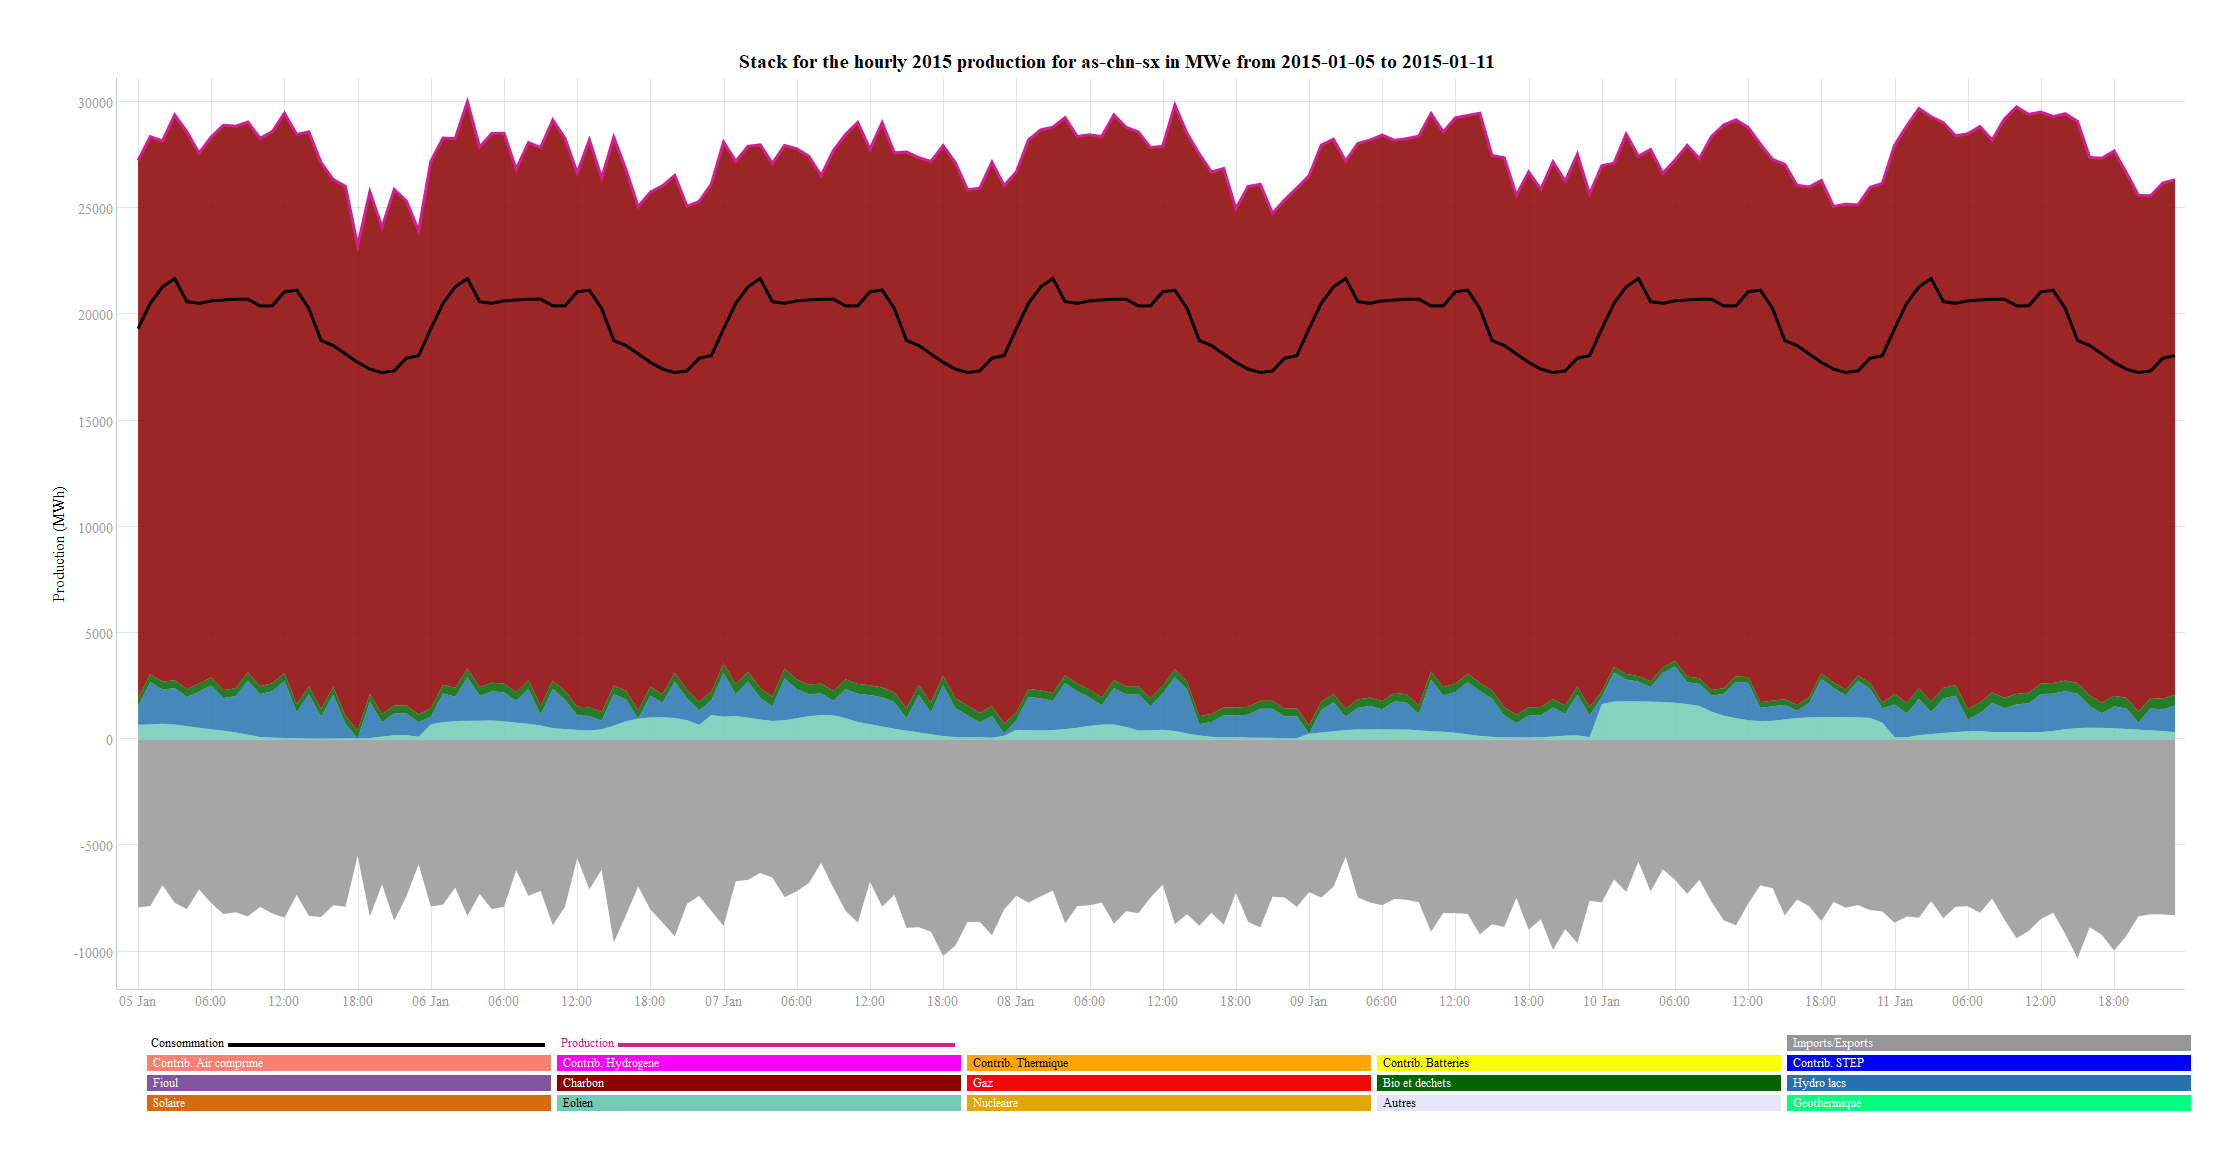 Stack for the hourly 2015 production for as-chn-sx in MWe from 2015-01-05 to 2015-01-11
30000
25000
20000
15000
10000
5000
0
-5000
-10000
Production (MWh)
05 Jan 06:00 12:00 18:00 06 Jan 06:00 12:00 18:00 07 Jan 06:00 12:00 18:00 08 Jan 06:00 12:00 18:00 09 Jan 06:00 12:00 18:00 10 Jan 06:00 12:00 18:00 11 Jan 06:00 12:00 18:00
Consommation Production Imports/Exports
Contrib. Air comprime Contrib. Hydrogene Contrib. Thermique Contrib. Batteries Contrib. STEP
Fioul Charbon Gaz Bio et dechets Hydro lacs
Solaire Eolien Nucleaire Autres Geothermique